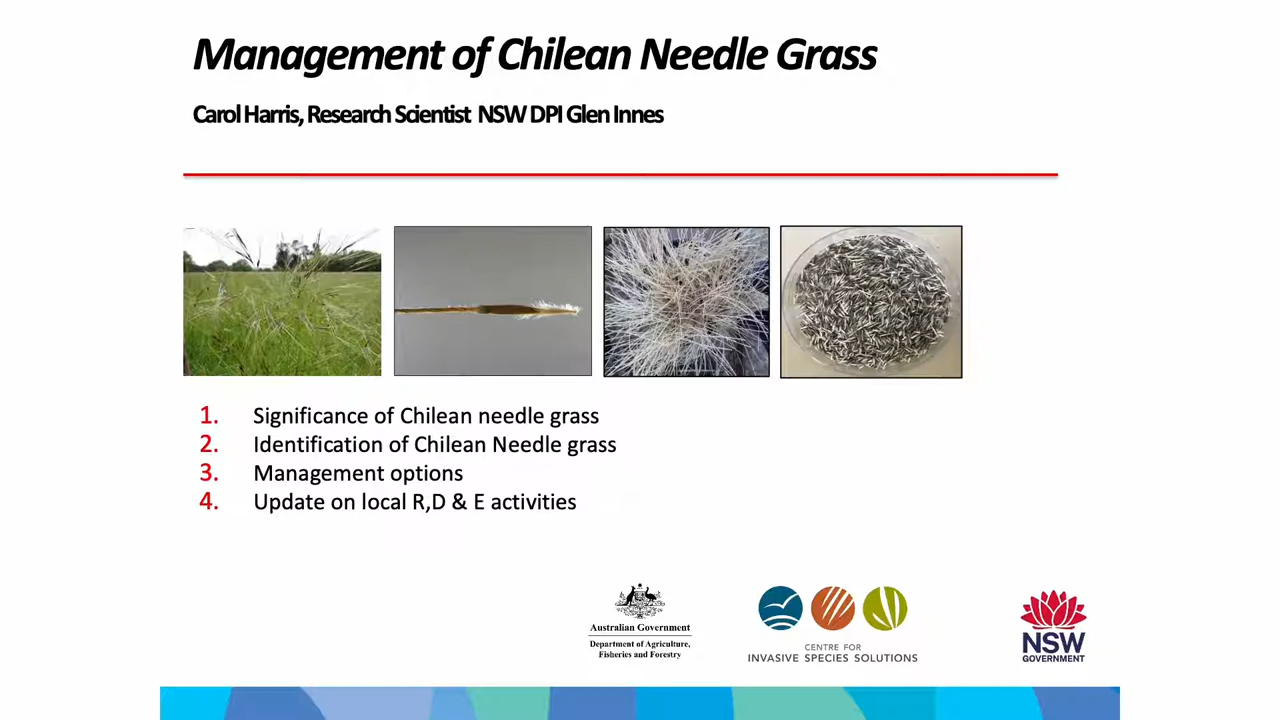 Management of Chilean Needle Grass
Carol Harris, Research Scientist NSW DPI Glen Innes
1. Significance of Chilean needle grass
2. Identification of Chilean Needle grass
3. Management options
4. Update on local R,D & E activities
Australian Government
Department of Agriculture,
Fisheries and Forestry
CENTRE FOR
INVASIVE SPECIES SOLUTIONS
NSW
GOVERNMENT